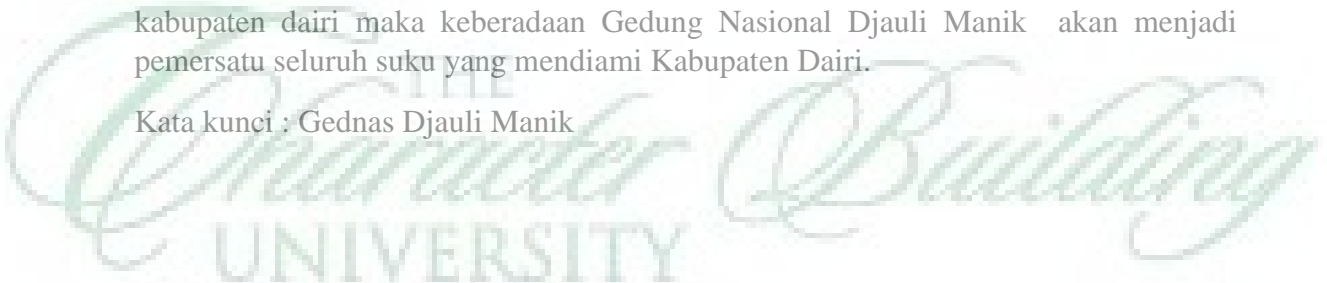 kabupaten dairi maka keberadaan Gedung Nasional Djauli Manik akan menjadi
pemersatu seluruh suku yang mendiami Kabupaten Dairi.
THE
Kata kunci : Gednas Djauli Manik
Character Building
UNIVERSITY